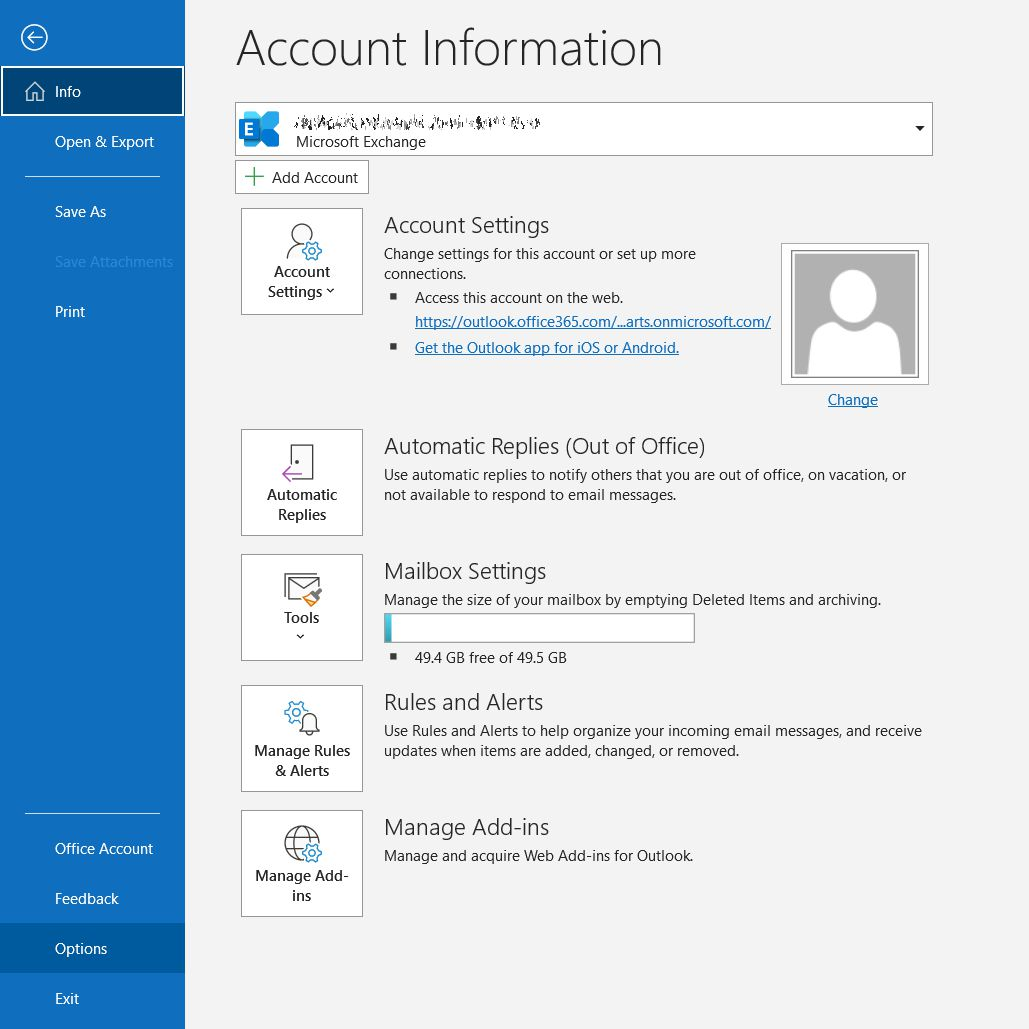 Account Information
Info
Open & Export
Save As
Save Attachments
Print
Office Account
Feedback
Options
Exit
E
Microsoft Exchange
Add Account
Account
Settings
Account Settings
Change settings for this account or set up more
connections.
Access this account on the web.
https://outlook.office365.com/...arts.onmicrosoft.com/
Get the Outlook app for iOS or Android.
Change
Automatic
Replies
Automatic Replies (Out of Office)
Use automatic replies to notify others that you are out of office, on vacation, or
not available to respond to email messages.
Tools
Mailbox Settings
Manage the size of your mailbox by emptying Deleted Items and archiving.
49.4 GB free of 49.5 GB
Manage Rules
& Alerts
Rules and Alerts
Use Rules and Alerts to help organize your incoming email messages, and receive
updates when items are added, changed, or removed.
Manage Add-
ins
Manage Add-ins
Manage and acquire Web Add-ins for Outlook.